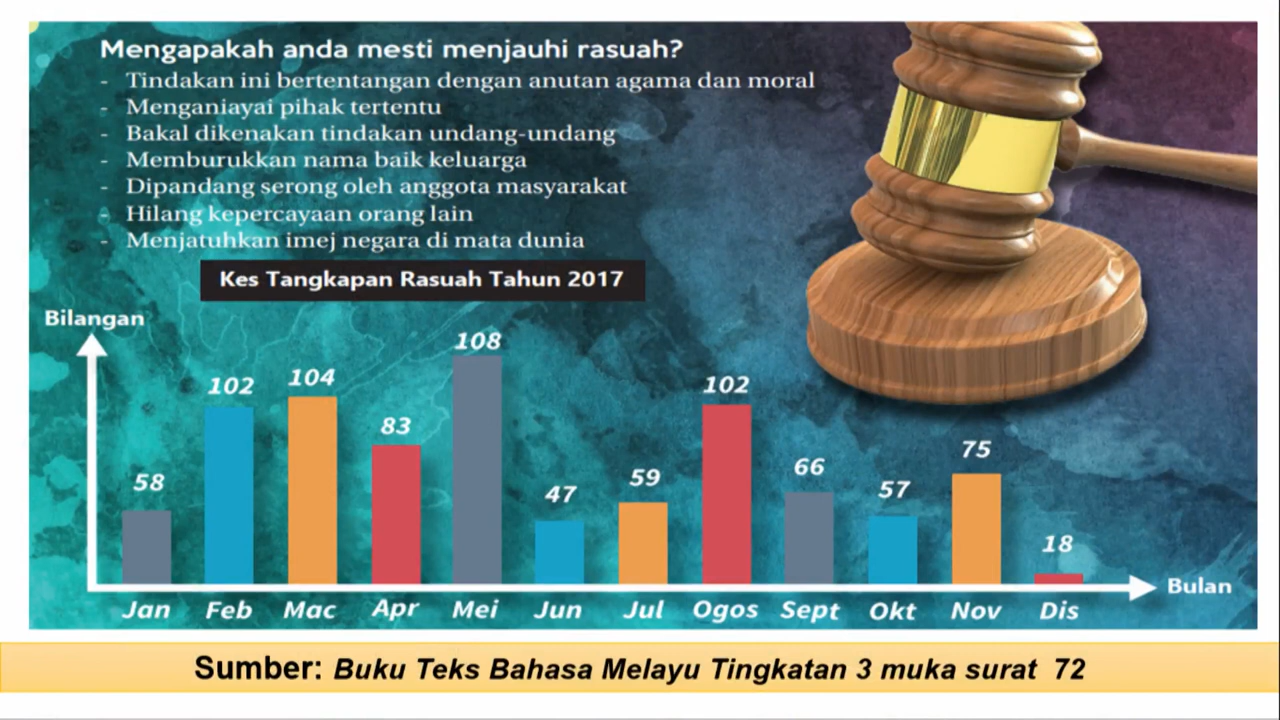 Mengapakah anda mesti menjauhi rasuah?
- Tindakan ini bertentangan dengan anutan agama dan moral
- Menganiayai pihak tertentu
- Bakal dikenakan tindakan undang-undang
- Memburukkan nama baik keluarga
- Dipandang serong oleh anggota masyarakat
- Hilang kepercayaan orang lain
- Menjatuhkan imej negara di mata dunia
Kes Tangkapan Rasuah Tahun 2017
Bilangan
58 102 104 83 108 47 59 102 66 57 75 18
Jan Feb Mac Apr Mei Jun Jul Ogos Sept Okt Nov Dis
Bulan
Sumber: Buku Teks Bahasa Melayu Tingkatan 3 muka surat 72